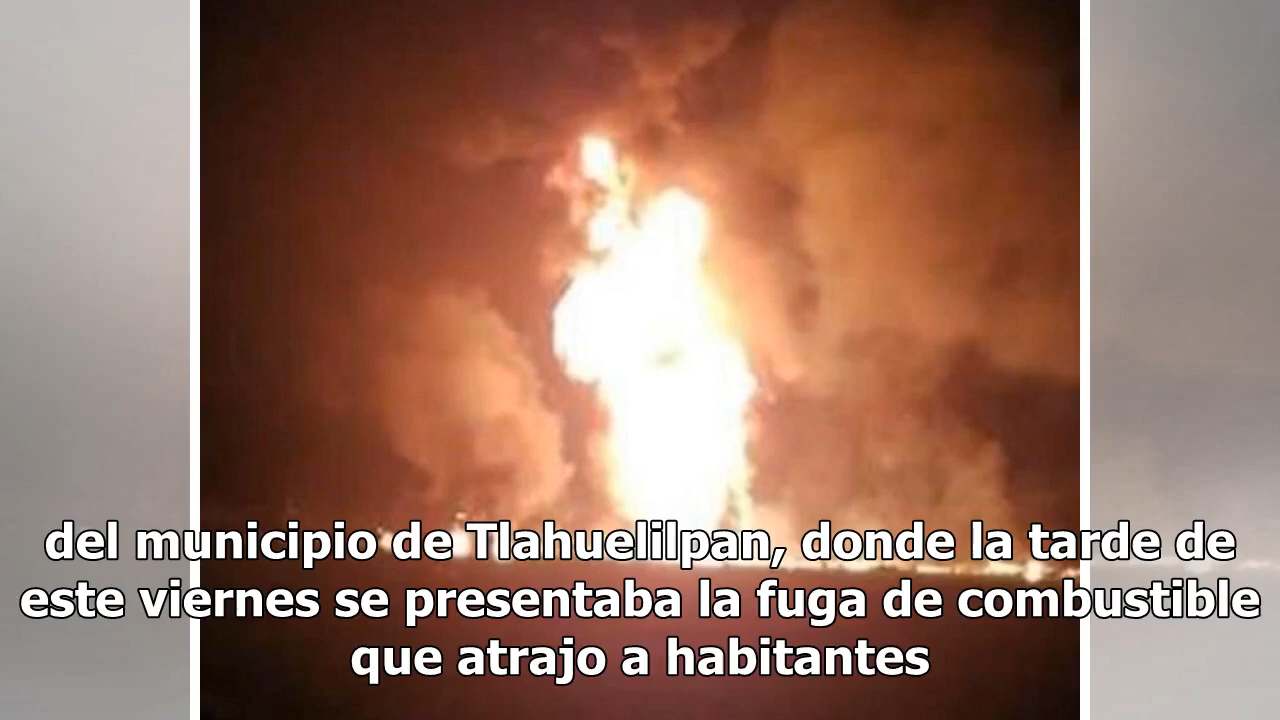 del municipio de Tlahuelilpan, donde la tarde de
este viernes se presentaba la fuga de combustible
que atrajo a habitantes